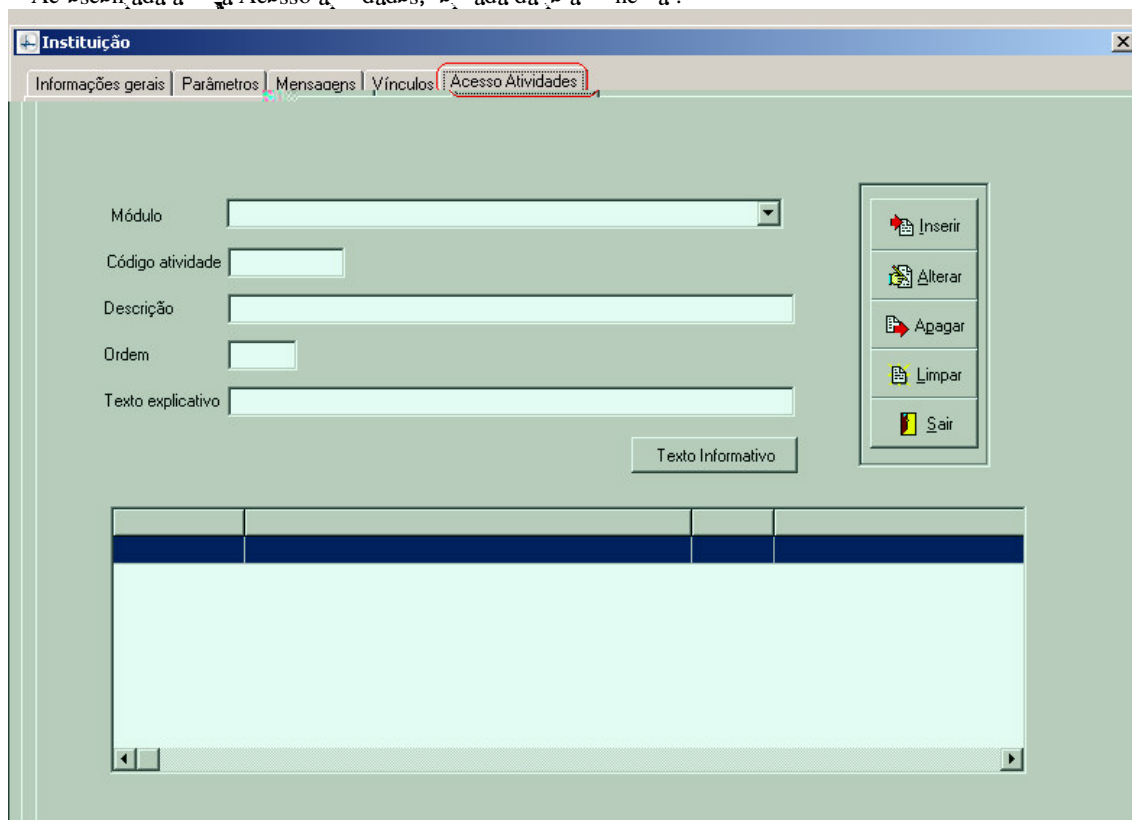 Instituição
Informações gerais Parâmetros Mensagens Vínculos Acesso Atividades
Módulo
Inserir
Código atividade
Alterar
Descrição
Apagar
Ordem
Limpar
Texto explicativo
Sair
Texto Informativo